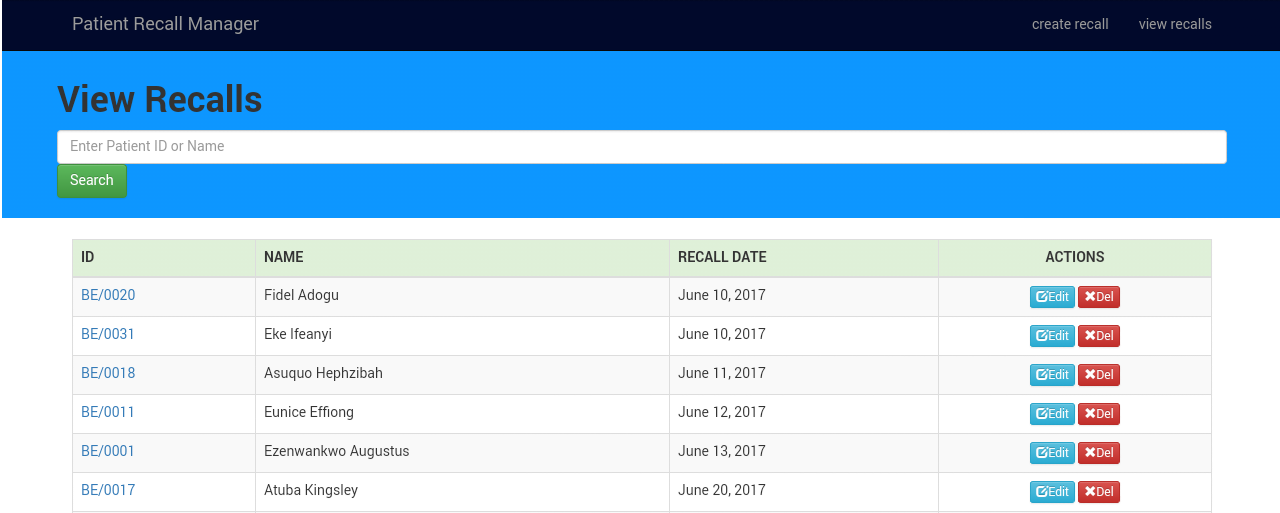 Patient Recall Manager create recall view recalls
View Recalls
Enter Patient ID or Name
Search
ID NAME RECALL DATE ACTIONS
BE/0020 Fidel Adogu June 10, 2017 Edit Del
BE/0031 Eke Ifeanyi June 10, 2017 Edit Del
BE/0018 Asuquo Hephzibah June 11, 2017 Edit Del
BE/0011 Eunice Effiong June 12, 2017 Edit Del
BE/0001 Ezenwankwo Augustus June 13, 2017 Edit Del
BE/0017 Atuba Kingsley June 20, 2017 Edit Del